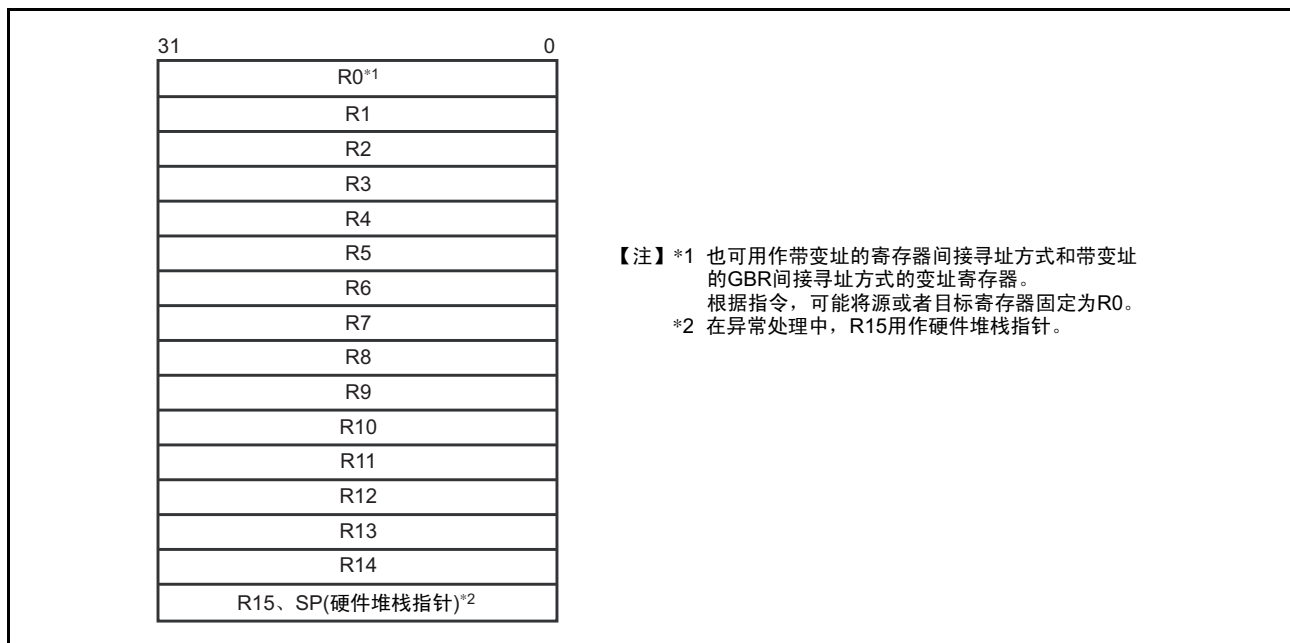 31 0
R0*1
R1
R2
R3
R4
R5
R6
R7
R8
R9
R10
R11
R12
R13
R14
R15、SP(硬件堆栈指针)*2
【注】*1 也可用作带变址的寄存器间接寻址方式和带变址
的GBR间接寻址方式的变址寄存器。
根据指令，可能将源或者目标寄存器固定为R0。
*2 在异常处理中，R15用作硬件堆栈指针。